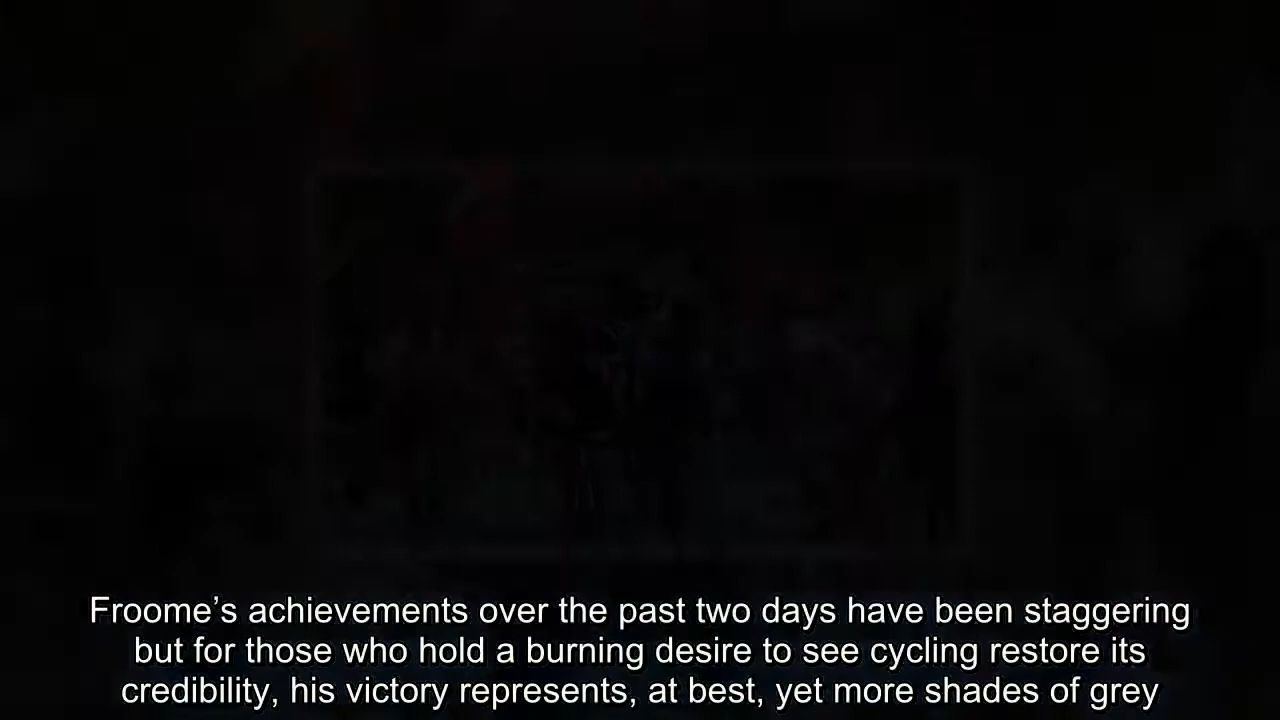 Froome’s achievements over the past two days have been staggering
but for those who hold a burning desire to see cycling restore its
credibility, his victory represents, at best, yet more shades of grey